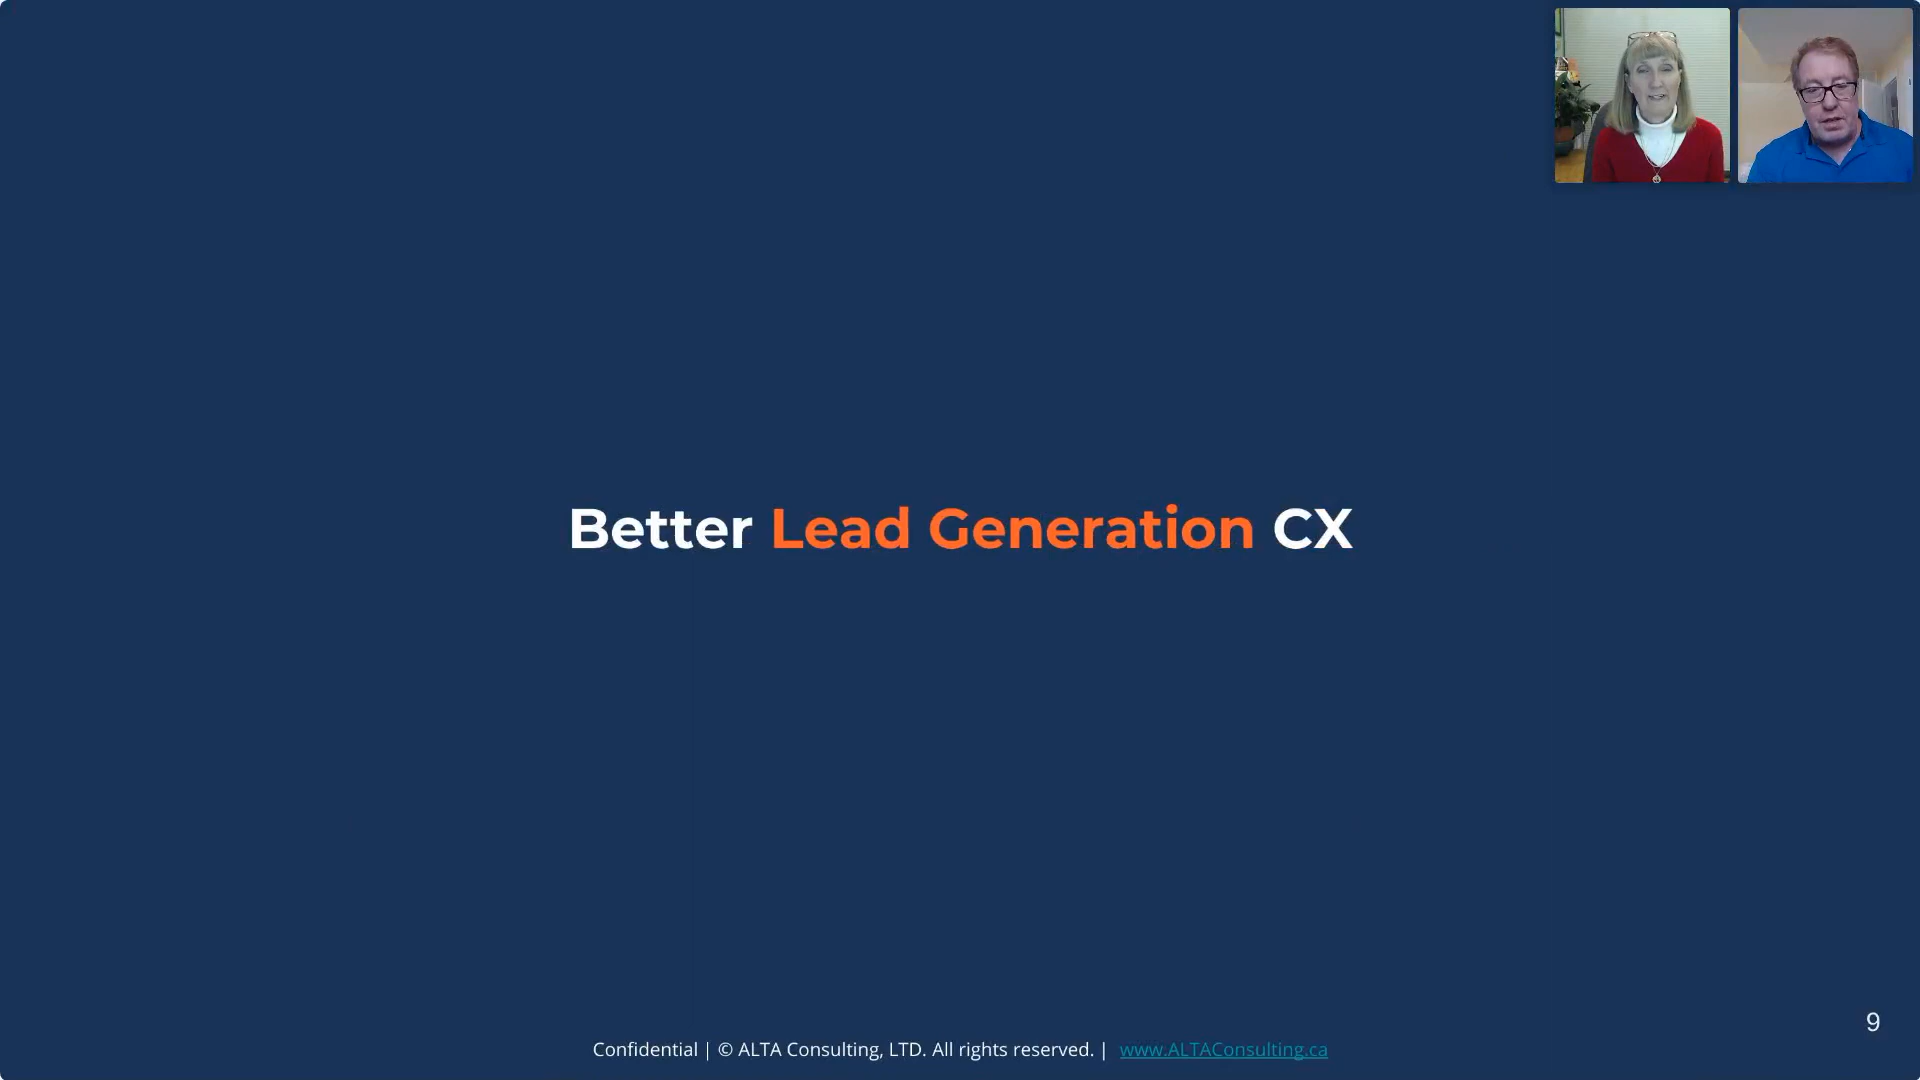 Better Lead Generation CX
9
Confidential | © ALTA Consulting, LTD. All rights reserved. | www.ALTAConsulting.ca